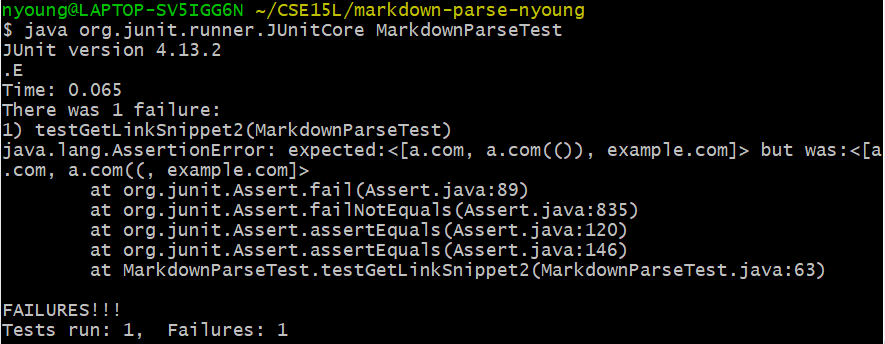 nyoung@LAPTOP-SV5IGG6N ~/CSE15L/markdown-parse-nyoung
$ java org.junit.runner.JUnitCore MarkdownParseTest
JUnit version 4.13.2
.E
Time: 0.065
There was 1 failure:
1) testGetLinkSnippet2(MarkdownParseTest)
java.lang.AssertionError: expected:<[a.com, a.com(()), example.com]> but was:<[a
.com, a.com((, example.com]>
        at org.junit.Assert.fail(Assert.java:89)
        at org.junit.Assert.failNotEquals(Assert.java:835)
        at org.junit.Assert.assertEquals(Assert.java:120)
        at org.junit.Assert.assertEquals(Assert.java:146)
        at MarkdownParseTest.testGetLinkSnippet2(MarkdownParseTest.java:63)

FAILURES!!!
Tests run: 1,  Failures: 1